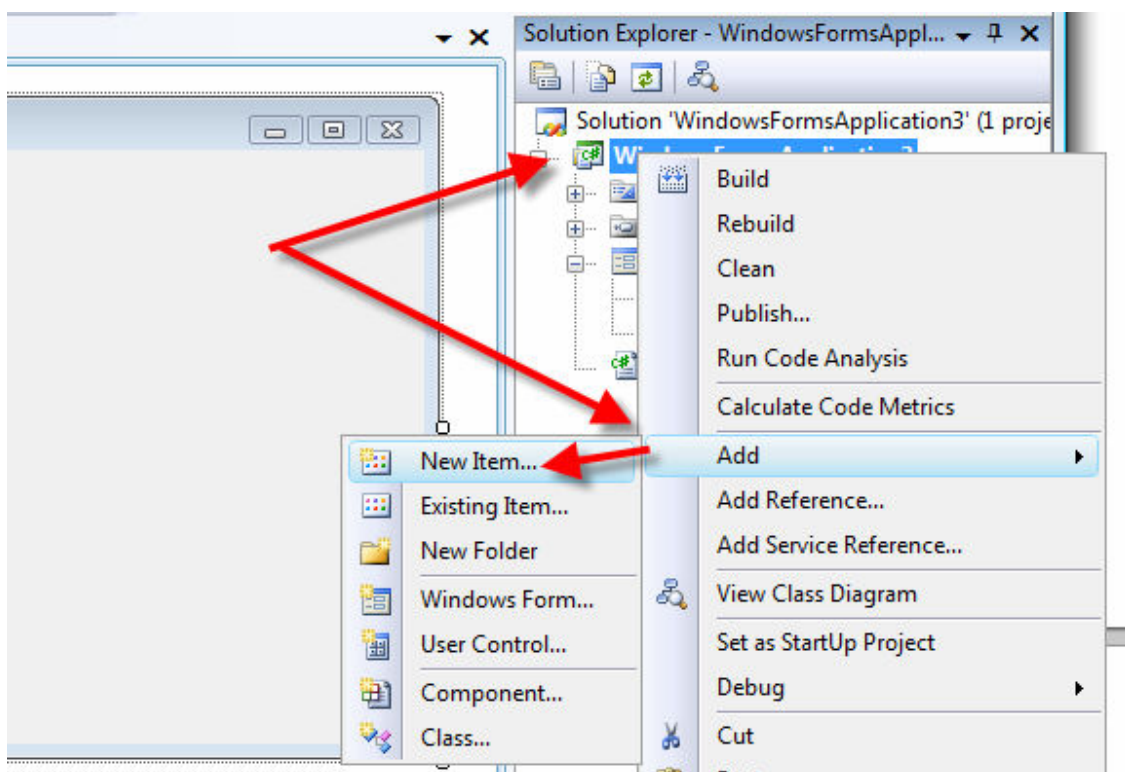 Solution Explorer - WindowsFormsAppl...
Solution 'WindowsFormsApplication3' (1 proje
Build
Rebuild
Clean
Publish...
Run Code Analysis
Calculate Code Metrics
Add
Add Reference...
Add Service Reference...
View Class Diagram
Set as StartUp Project
Debug
Cut
New Item...
Existing Item...
New Folder
Windows Form...
User Control...
Component...
Class...